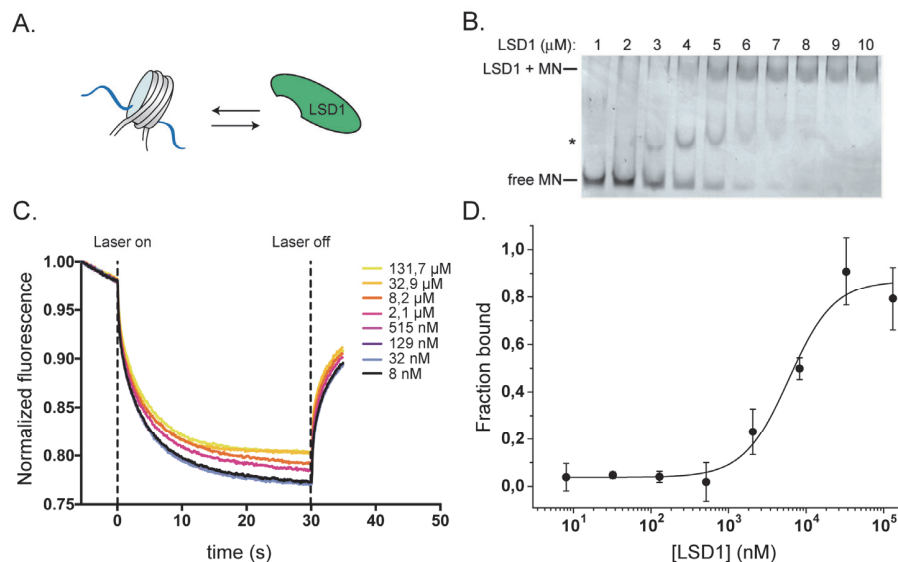 A.
LSD1
B.
LSD1 (µM): 1 2 3 4 5 6 7 8 9 10
LSD1 + MN
*
free MN
C.
Laser on
Laser off
Normalized fluorescence
1.00
0.95
0.90
0.85
0.80
0.75
131,7 µM
32,9 µM
8,2 µM
2,1 µM
515 nM
129 nM
32 nM
8 nM
0 10 20 30 40 50
time (s)
D.
Fraction bound
1,0
0,8
0,6
0,4
0,2
0,0
10¹ 10² 10³ 10⁴ 10⁵
[LSD1] (nM)